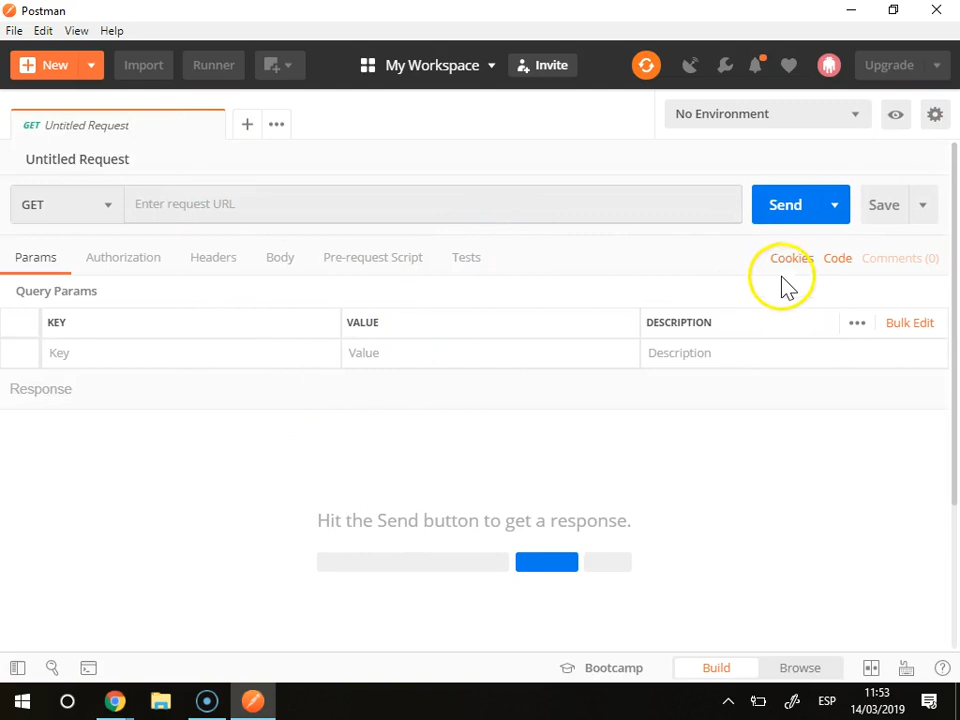 Postman
File Edit View Help
New Import Runner My Workspace Invite Upgrade
GET Untitled Request No Environment
Untitled Request
GET Enter request URL Send Save
Params Authorization Headers Body Pre-request Script Tests Cookies Code Comments (0)
Query Params
KEY VALUE DESCRIPTION Bulk Edit
Key Value Description
Response
Hit the Send button to get a response.
Bootcamp Build Browse
ESP 11:53
14/03/2019